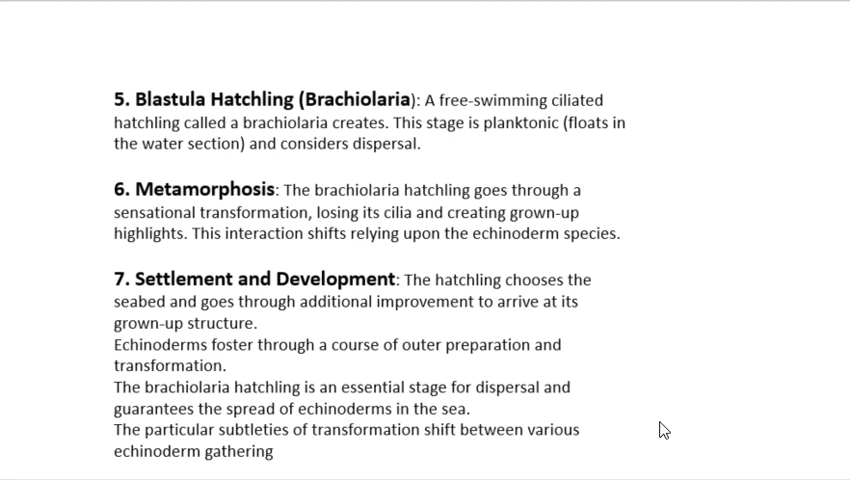 5. Blastula Hatchling (Brachiolaria): A free-swimming ciliated
hatchling called a brachiolaria creates. This stage is planktonic (floats in
the water section) and considers dispersal.
6. Metamorphosis: The brachiolaria hatchling goes through a
sensational transformation, losing its cilia and creating grown-up
highlights. This interaction shifts relying upon the echinoderm species.
7. Settlement and Development: The hatchling chooses the
seabed and goes through additional improvement to arrive at its
grown-up structure.
Echinoderms foster through a course of outer preparation and
transformation.
The brachiolaria hatchling is an essential stage for dispersal and
guarantees the spread of echinoderms in the sea.
The particular subtleties of transformation shift between various
echinoderm gathering